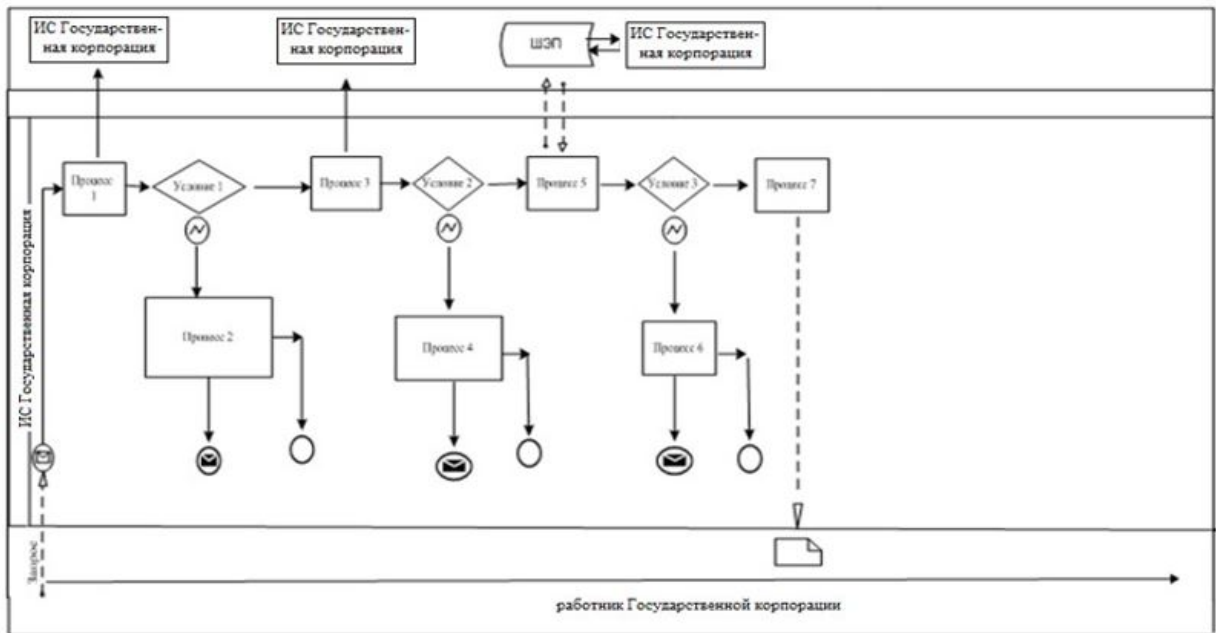 ИС Государствен-
ная корпорация
ИС Государствен-
ная корпорация
ШЭП
ИС Государствен-
ная корпорация
Процесс
1
Условие 1
Процесс 3
Условие 2
Процесс 5
Условие 3
Процесс 7
Процесс 2
Процесс 4
Процесс 6
ИС Государственная корпорация
Запрос
работник Государственной корпорации